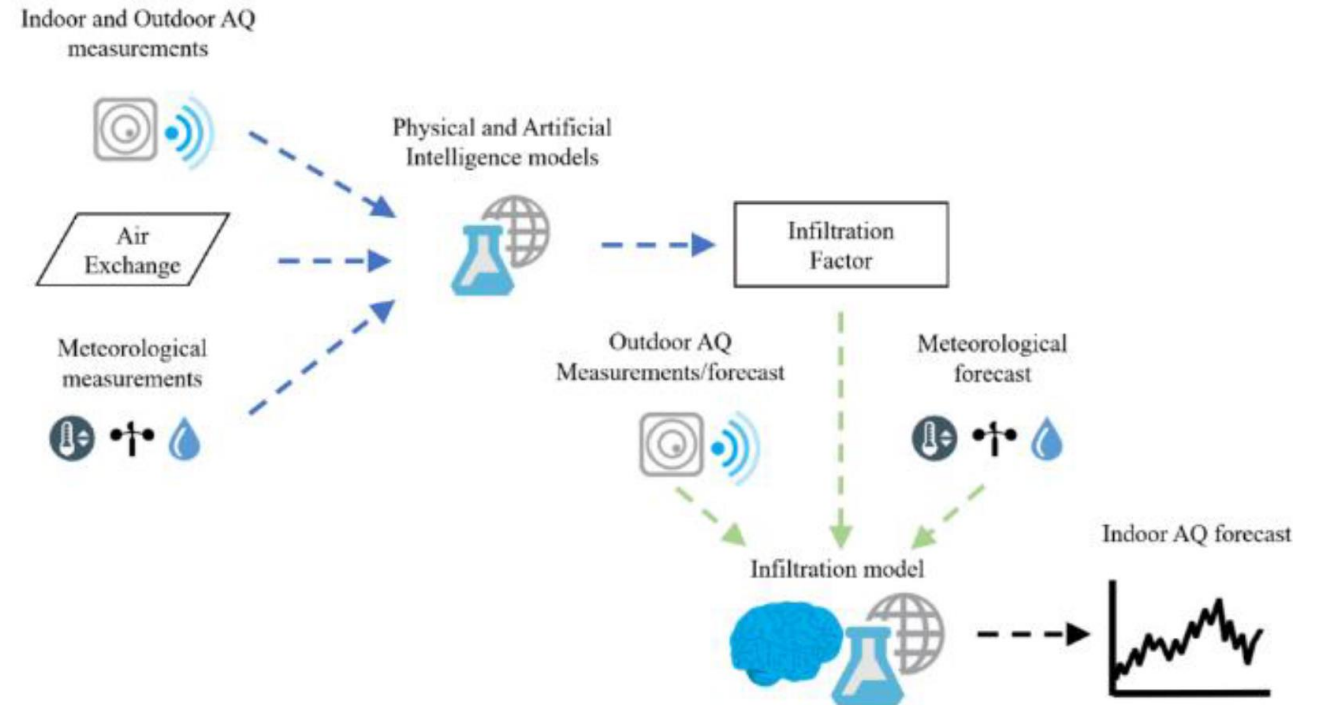 Indoor and Outdoor AQ
measurements
Physical and Artificial
Intelligence models
Air
Exchange
Infiltration
Factor
Meteorological
measurements
Outdoor AQ
Measurements/forecast
Meteorological
forecast
Infiltration model
Indoor AQ forecast